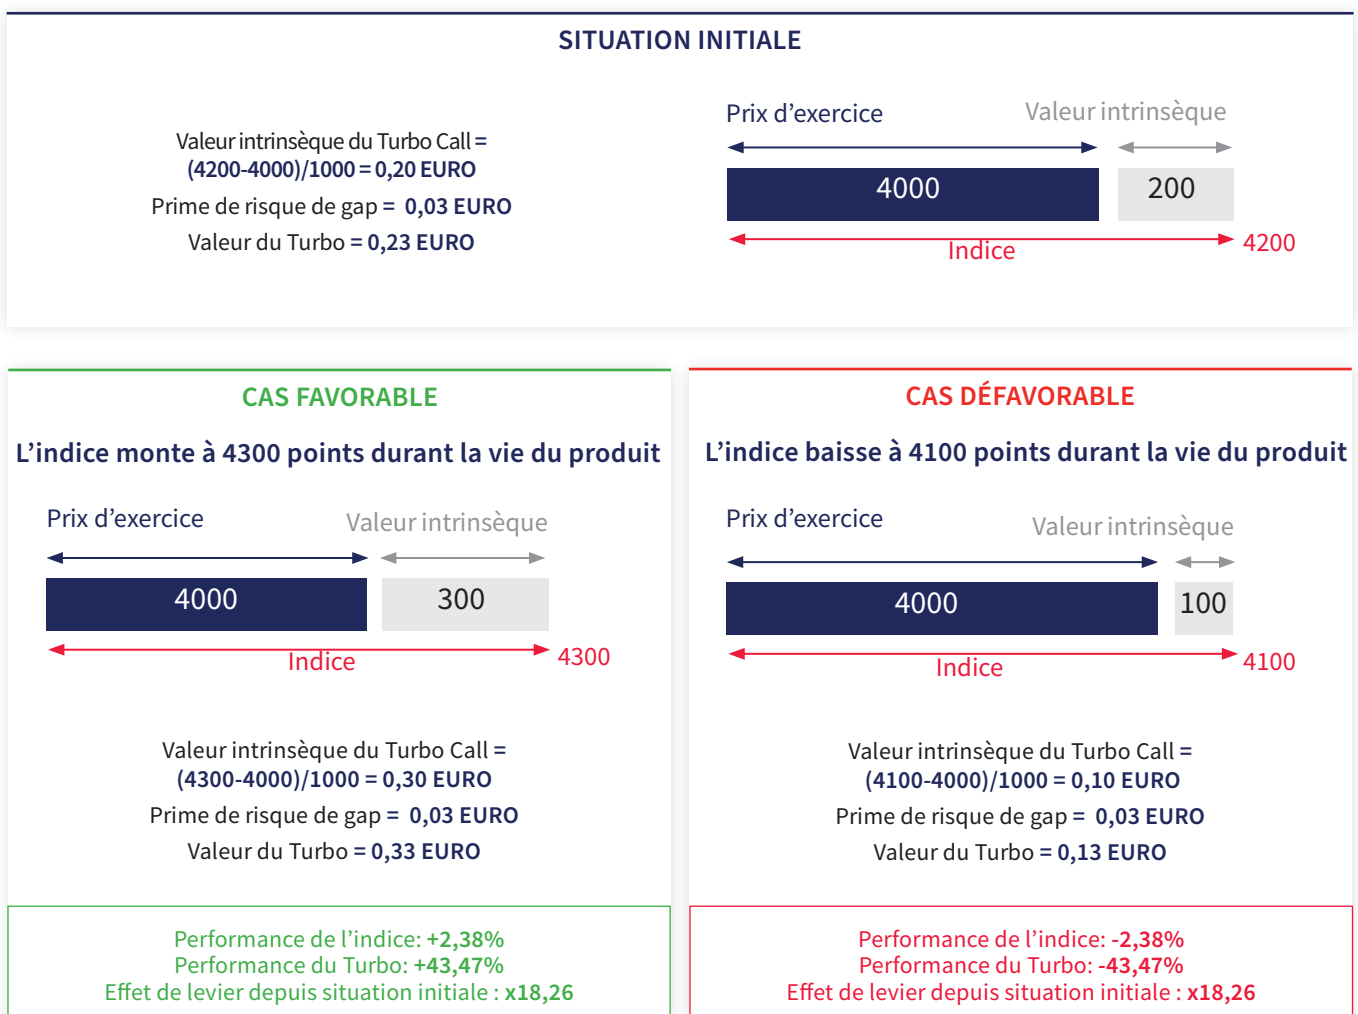 SITUATION INITIALE
Valeur intrinsèque du Turbo Call =
(4200-4000)/1000 = 0,20 EURO
Prime de risque de gap = 0,03 EURO
Valeur du Turbo = 0,23 EURO
Prix d’exercice
Valeur intrinsèque
4000
200
Indice
4200
CAS FAVORABLE
L’indice monte à 4300 points durant la vie du produit
Prix d’exercice
Valeur intrinsèque
4000
300
Indice
4300
Valeur intrinsèque du Turbo Call =
(4300-4000)/1000 = 0,30 EURO
Prime de risque de gap = 0,03 EURO
Valeur du Turbo = 0,33 EURO
Performance de l’indice: +2,38%
Performance du Turbo: +43,47%
Effet de levier depuis situation initiale : x18,26
CAS DÉFAVORABLE
L’indice baisse à 4100 points durant la vie du produit
Prix d’exercice
Valeur intrinsèque
4000
100
Indice
4100
Valeur intrinsèque du Turbo Call =
(4100-4000)/1000 = 0,10 EURO
Prime de risque de gap = 0,03 EURO
Valeur du Turbo = 0,13 EURO
Performance de l’indice: -2,38%
Performance du Turbo: -43,47%
Effet de levier depuis situation initiale : x18,26